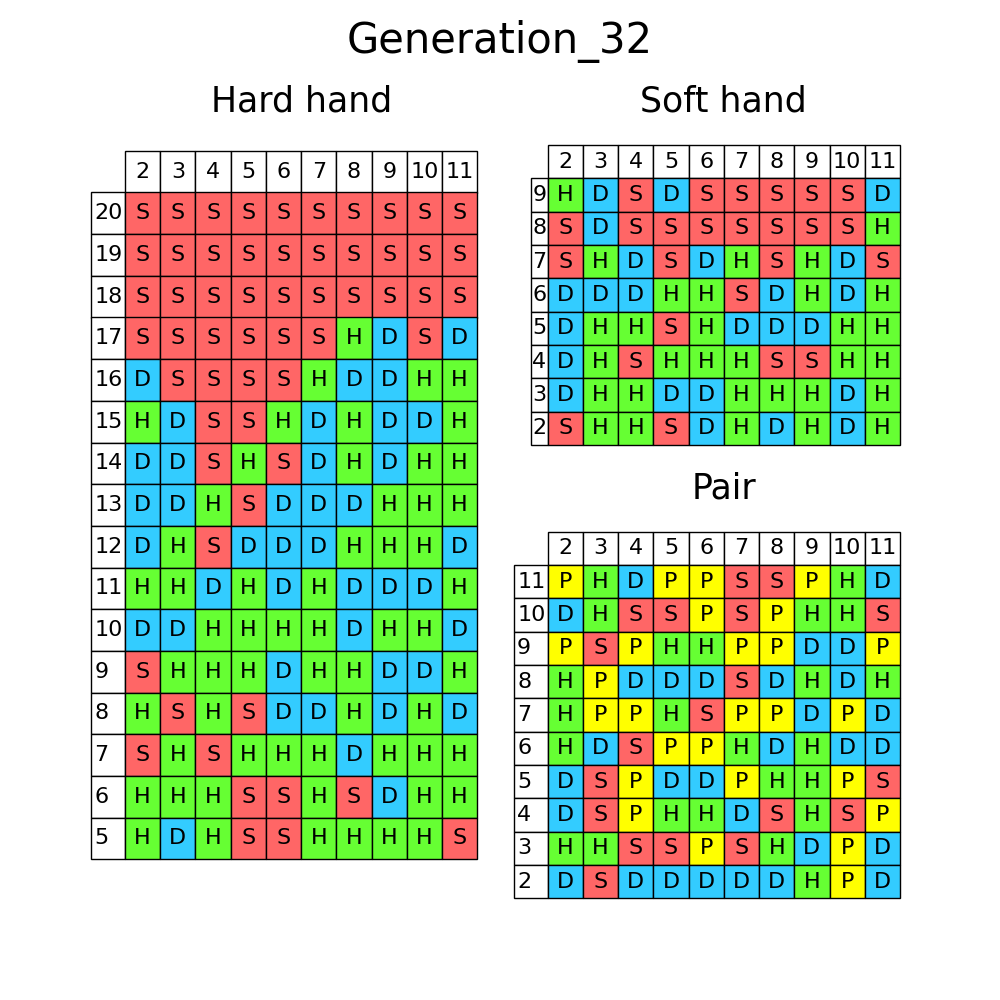 Generation_32
Hard hand
2 3 4 5 6 7 8 9 10 11
20 S S S S S S S S S S
19 S S S S S S S S S S
18 S S S S S S S S S S
17 S S S S S S H D S D
16 D S S S S H D D H H
15 H D S S H D H D D H
14 D D S H S D H D H H
13 D D H S D D D H H H
12 D H S D D D H H H D
11 H H D H D H D D D H
10 D D H H H H D H H D
9 S H H H D H H D D H
8 H S H S D D H D H D
7 S H S H H H D H H H
6 H H H S S H S D H H
5 H D H S S H H H H S
Soft hand
2 3 4 5 6 7 8 9 10 11
9 H D S D S S S S S D
8 S D S S S S S S S H
7 S H D S D H S H D S
6 D D D H H S D H D H
5 D H H S H D D D H H
4 D H S H H H S S H H
3 D H H D D H H H D H
2 S H H S D H D H D H
Pair
2 3 4 5 6 7 8 9 10 11
11 P H D P P S S P H D
10 D H S S P S P H H S
9 P S P H H P P D D P
8 H P D D D S D H D H
7 H P P H S P P D P D
6 H D S P P H D H D D
5 D S P D D P H H P S
4 D S P H H D S H S P
3 H H S S P S H D P D
2 D S D D D D D H P D